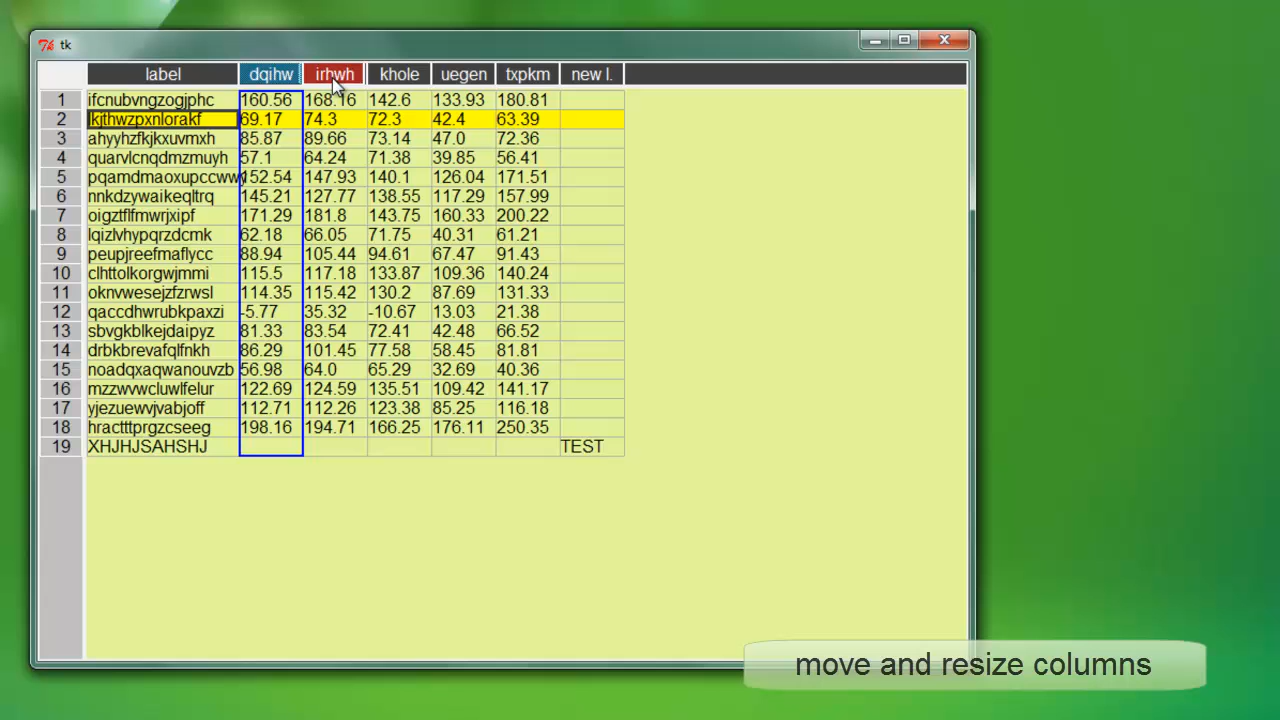 tk
label dqihw irhwh khole uegen txpkm new l.
1 ifcnubvngzogjphc 160.56 168.16 142.6 133.93 180.81
2 lkjthwzpxnlorakf 69.17 74.3 72.3 42.4 63.39
3 ahyyhzfkjkxuvmxh 85.87 89.66 73.14 47.0 72.36
4 quarvlcnqdmzmuyh 57.1 64.24 71.38 39.85 56.41
5 pqamdmaoxupccwwy 152.54 147.93 140.1 126.04 171.51
6 nnkdzywaikeqltrq 145.21 127.77 138.55 117.29 157.99
7 oigztflfmwrjxipf 171.29 181.8 143.75 160.33 200.22
8 lqizlvhypqrzdcmk 62.18 66.05 71.75 40.31 61.21
9 peupjreefmaflycc 88.94 105.44 94.61 67.47 91.43
10 clhttolkorgwjmmi 115.5 117.18 133.87 109.36 140.24
11 oknvwesejzfzrwsl 114.35 115.42 130.2 87.69 131.33
12 qaccdhwrubkpaxzi -5.77 35.32 -10.67 13.03 21.38
13 sbvgkblkejdaipyz 81.33 83.54 72.41 42.48 66.52
14 drbkbrevafqlfnkh 86.29 101.45 77.58 58.45 81.81
15 noadqxaqwanouvzb 56.98 64.0 65.29 32.69 40.36
16 mzzwvwcluwlfelur 122.69 124.59 135.51 109.42 141.17
17 yjezuewvjvabjoff 112.71 112.26 123.38 85.25 116.18
18 hractttprgzcseeg 198.16 194.71 166.25 176.11 250.35
19 XHJHJSAHSHJ TEST
move and resize columns